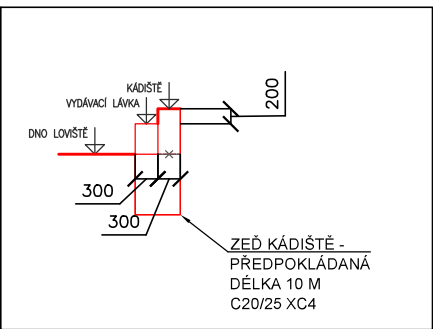 KÁDIŠTĚ
VYDÁVACÍ LÁVKA
DNO LOVIŠTĚ
200
300
300
ZEĎ KÁDIŠTĚ -
PŘEDPOKLÁDANÁ
DÉLKA 10 M
C20/25 XC4